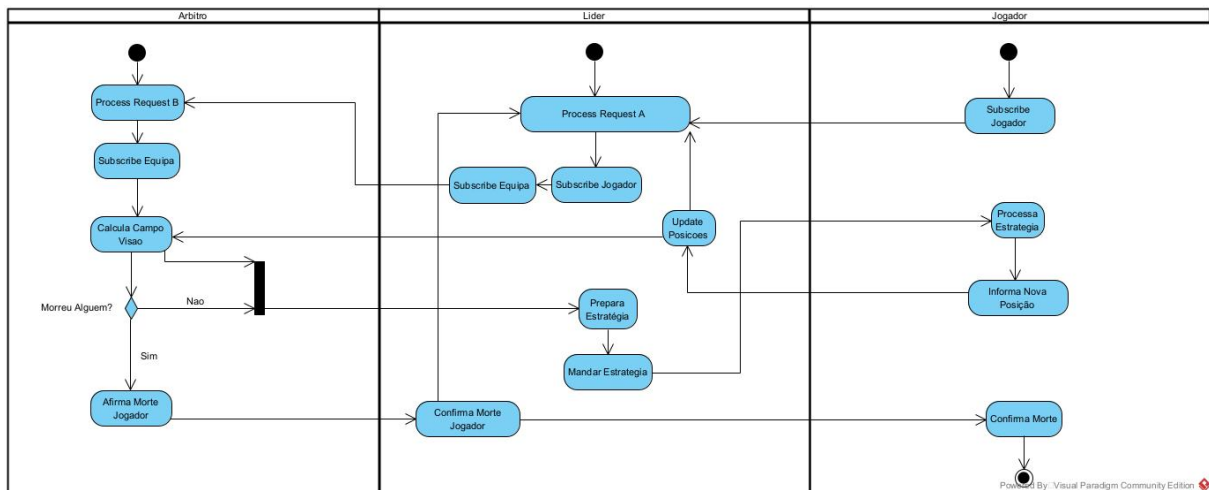 Arbitro
Lider
Jogador
Process Request B
Process Request A
Subscribe
Jogador
Subscribe Equipa
Subscribe Equipa
Subscribe Jogador
Calcula Campo
Visao
Update
Posicoes
Processa
Estrategia
Morreu Alguem?
Nao
Prepara
Estratégia
Informa Nova
Posição
Sim
Mandar Estrategia
Afirma Morte
Jogador
Confirma Morte
Jogador
Confirma Morte
Powered By Visual Paradigm Community Edition